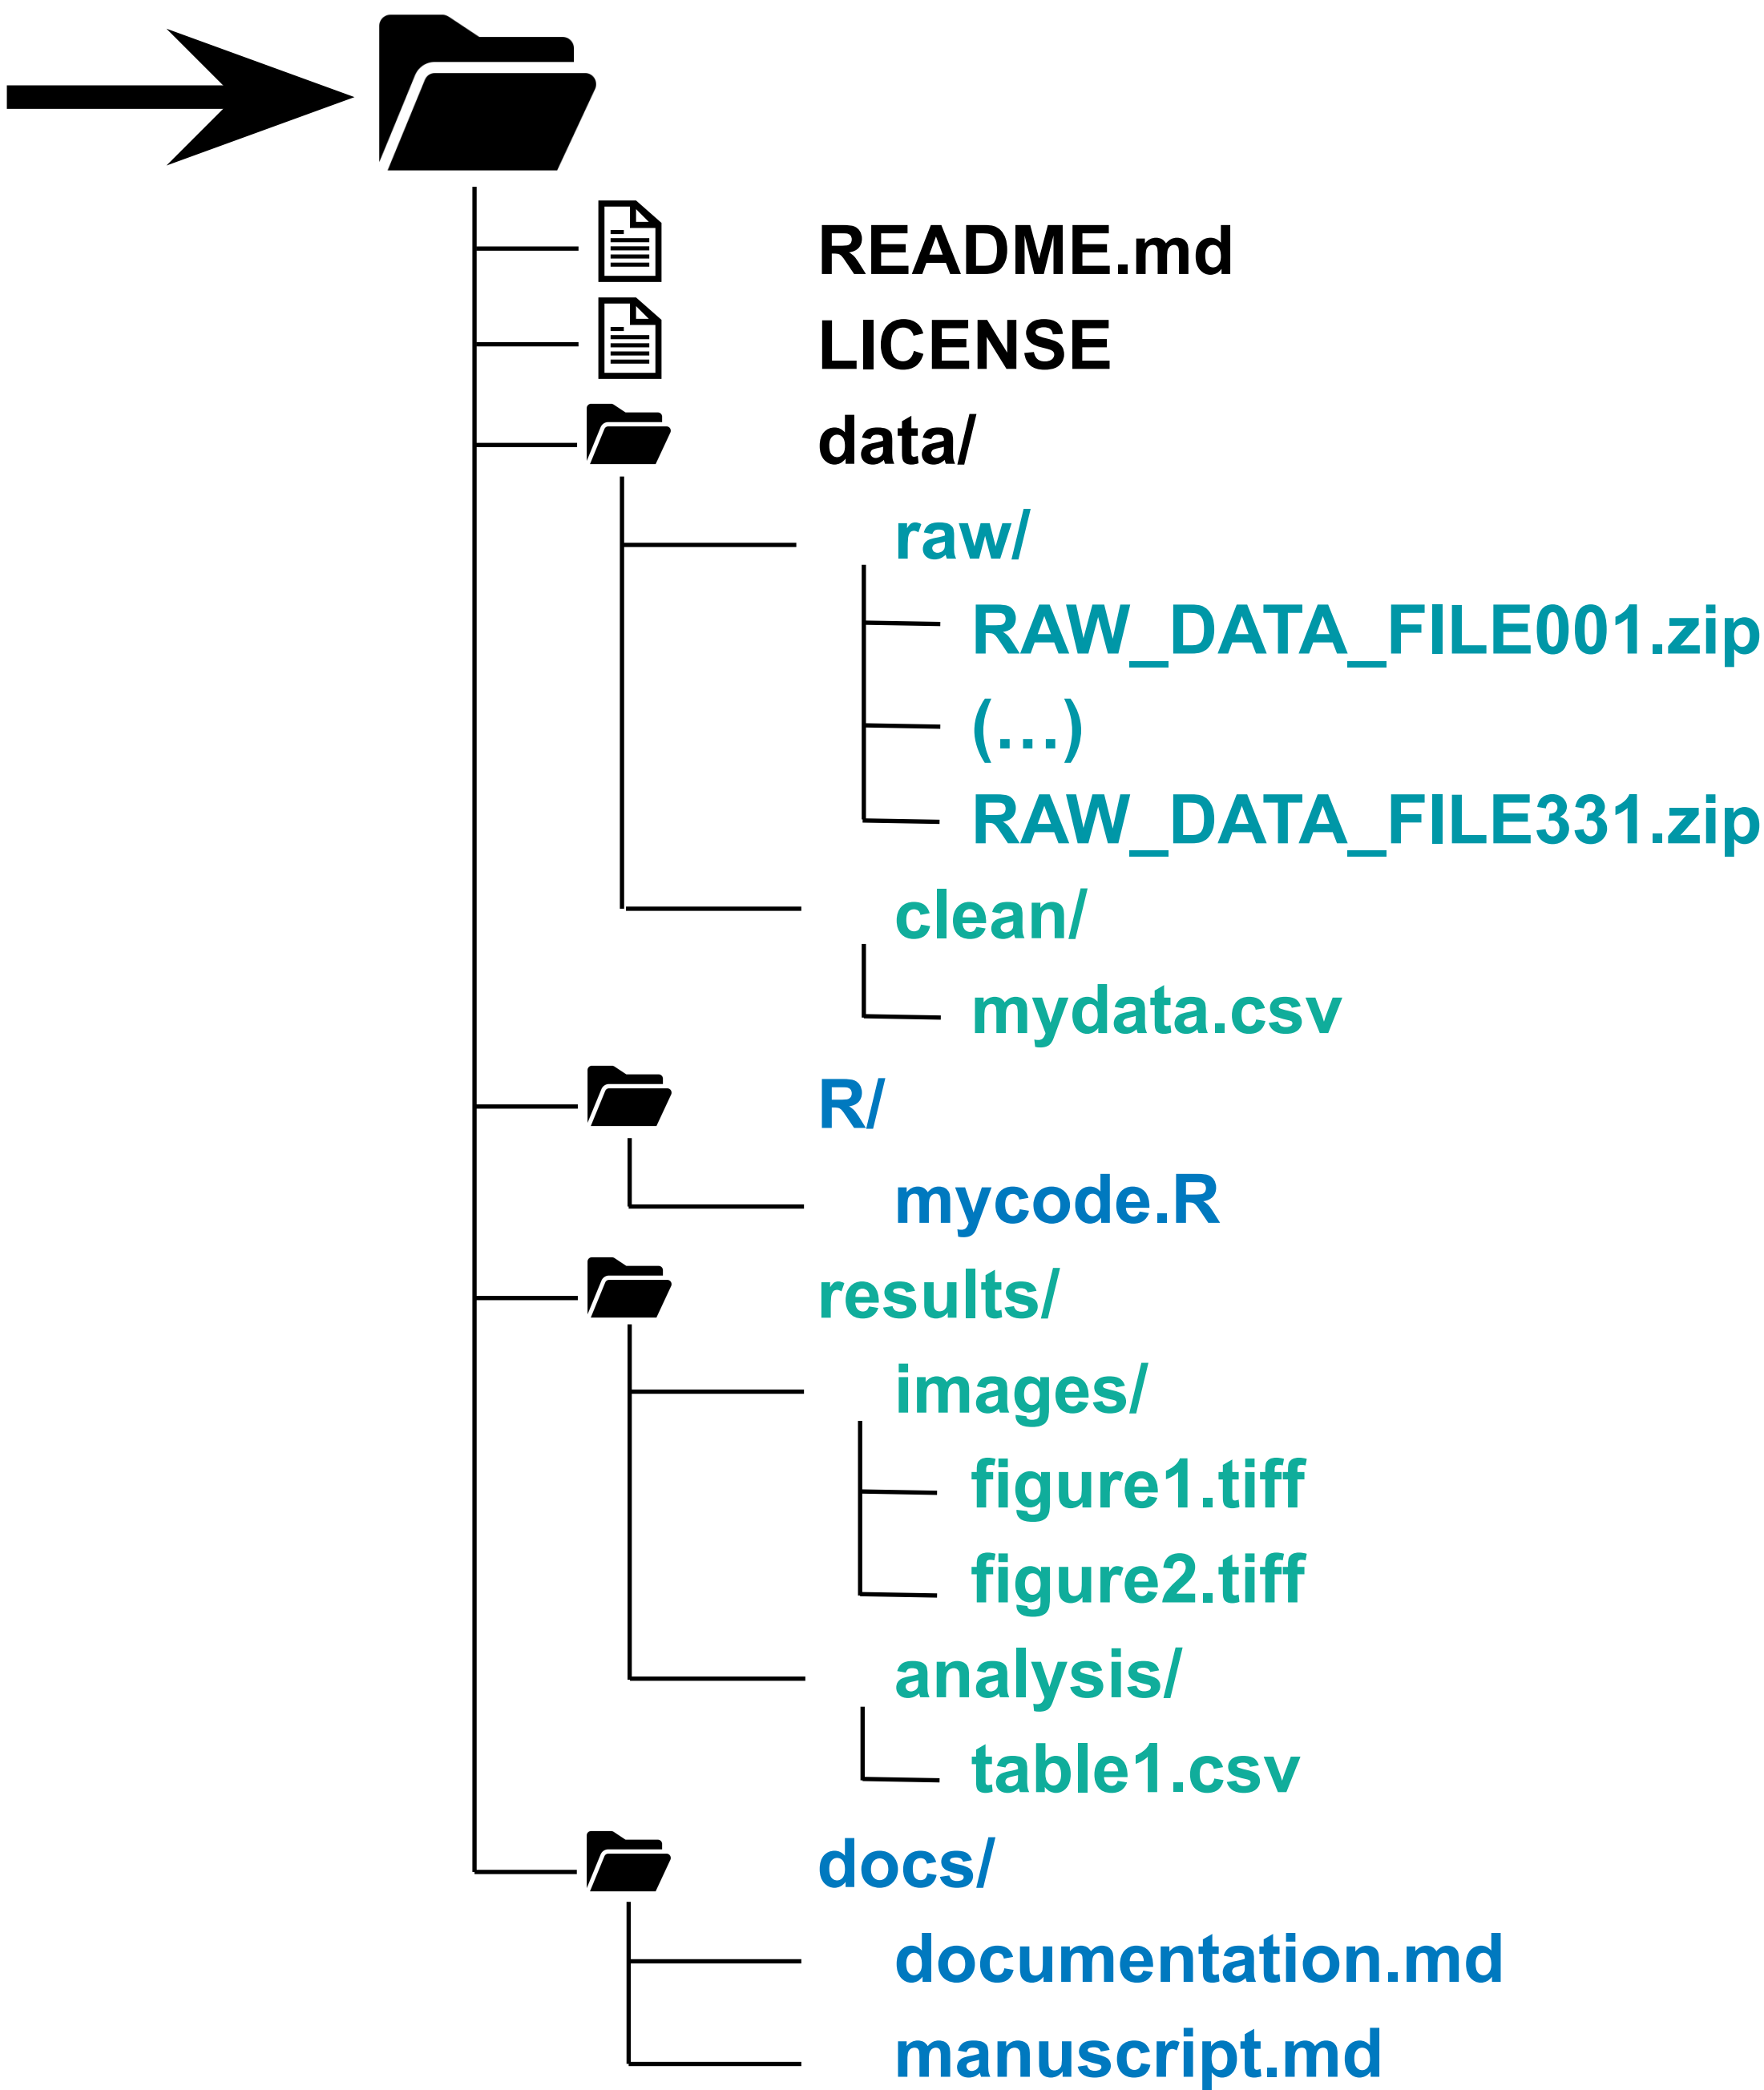 README.md
LICENSE
data/
raw/
RAW_DATA_FILE001.zip
(...)
RAW_DATA_FILE331.zip
clean/
mydata.csv
R/
mycode.R
results/
images/
figure1.tiff
figure2.tiff
analysis/
table1.csv
docs/
documentation.md
manuscript.md